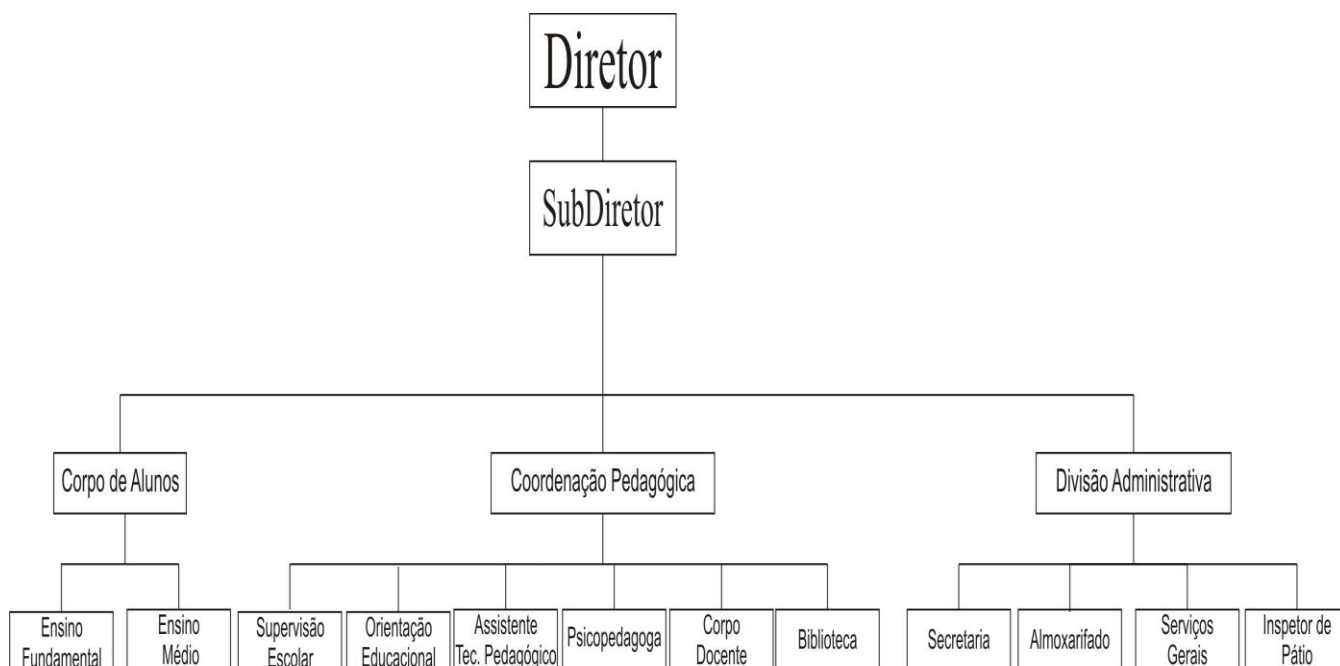 Diretor
SubDiretor
Corpo de Alunos
Coordenação Pedagógica
Divisão Administrativa
Ensino
Fundamental
Ensino
Médio
Supervisão
Escolar
Orientação
Educacional
Assistente
Tec. Pedagógico
Psicopedagoga
Corpo
Docente
Biblioteca
Secretaria
Almoxarifado
Serviços
Gerais
Inspetor de
Pátio